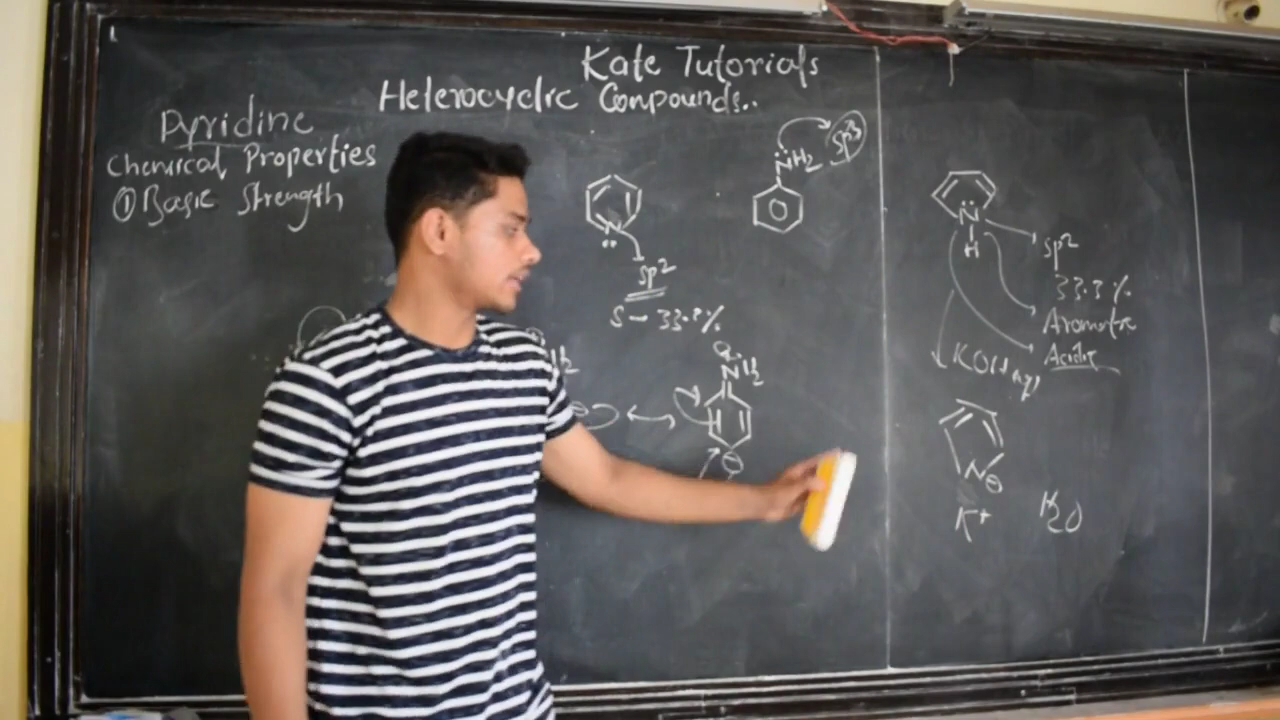 Kate Tutorials
Heterocyclic Compounds..
Pyridine
Chemical Properties
① Basic Strength
N
sp²
S - 33.3%
NH2
sp3
NH2
N
H
sp²
33.3%
Aromatic
Acidic
KOH aq)
N⊖
K+ H2O